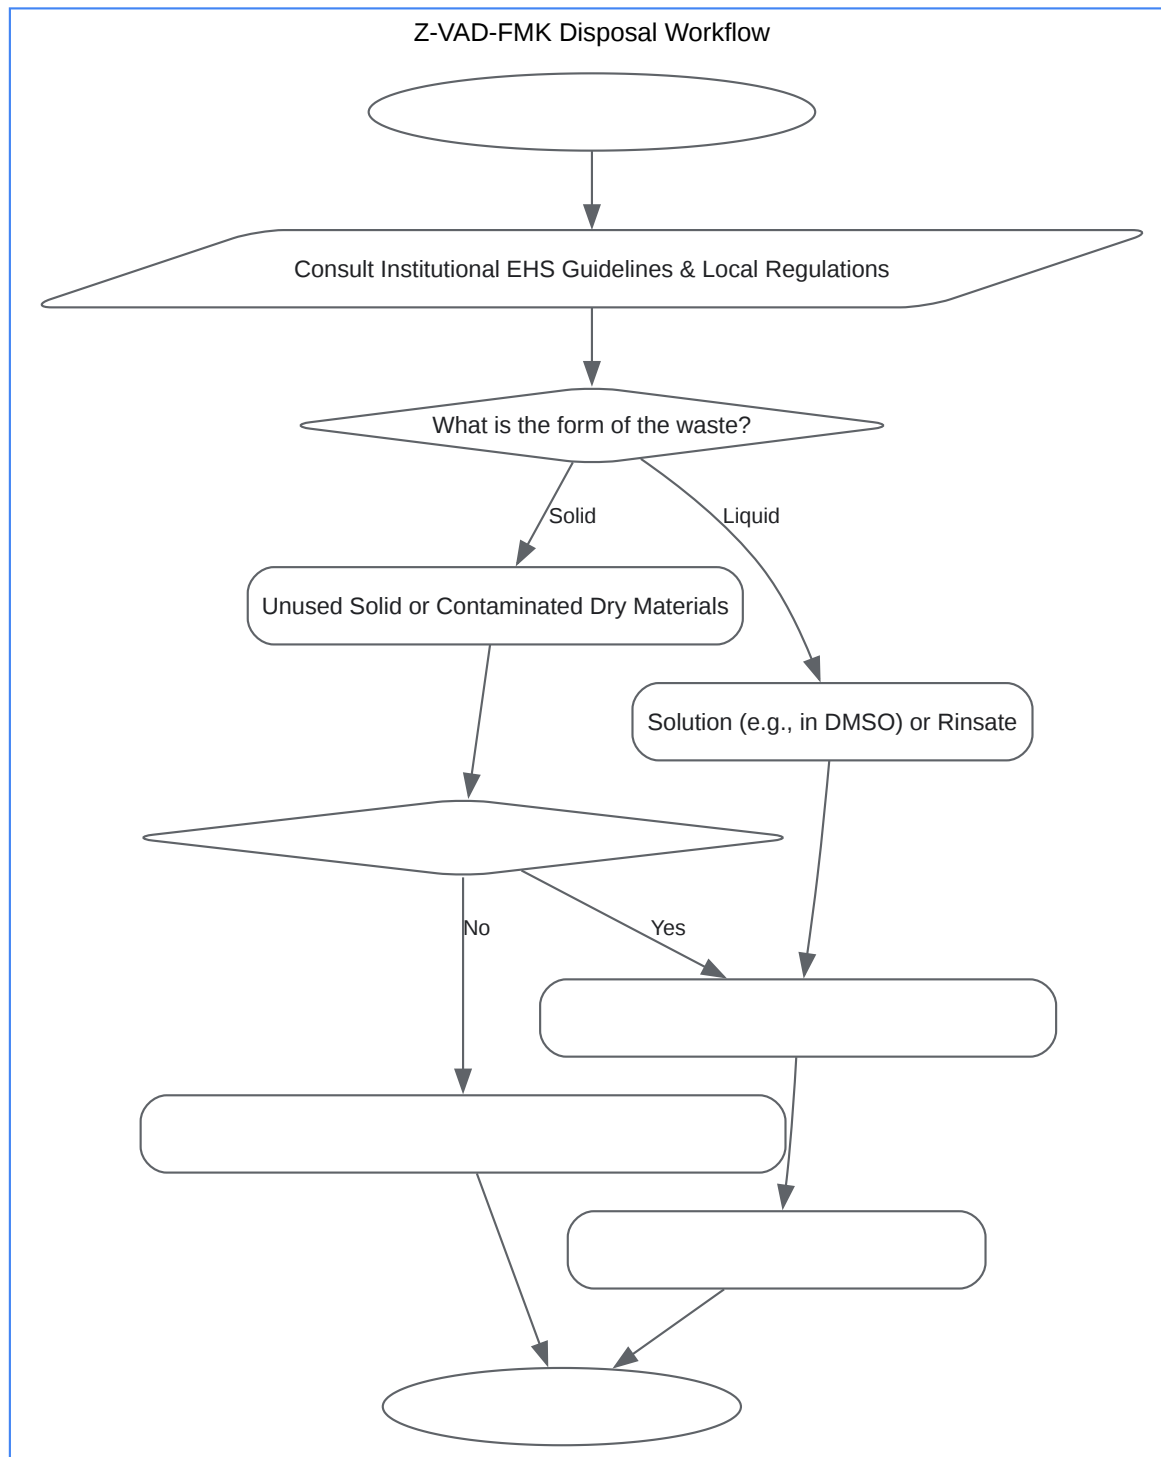 Z-VAD-FMK Disposal Workflow
Consult Institutional EHS Guidelines & Local Regulations
What is the form of the waste?
Solid
Liquid
Unused Solid or Contaminated Dry Materials
Solution (e.g., in DMSO) or Rinsate
No
Yes